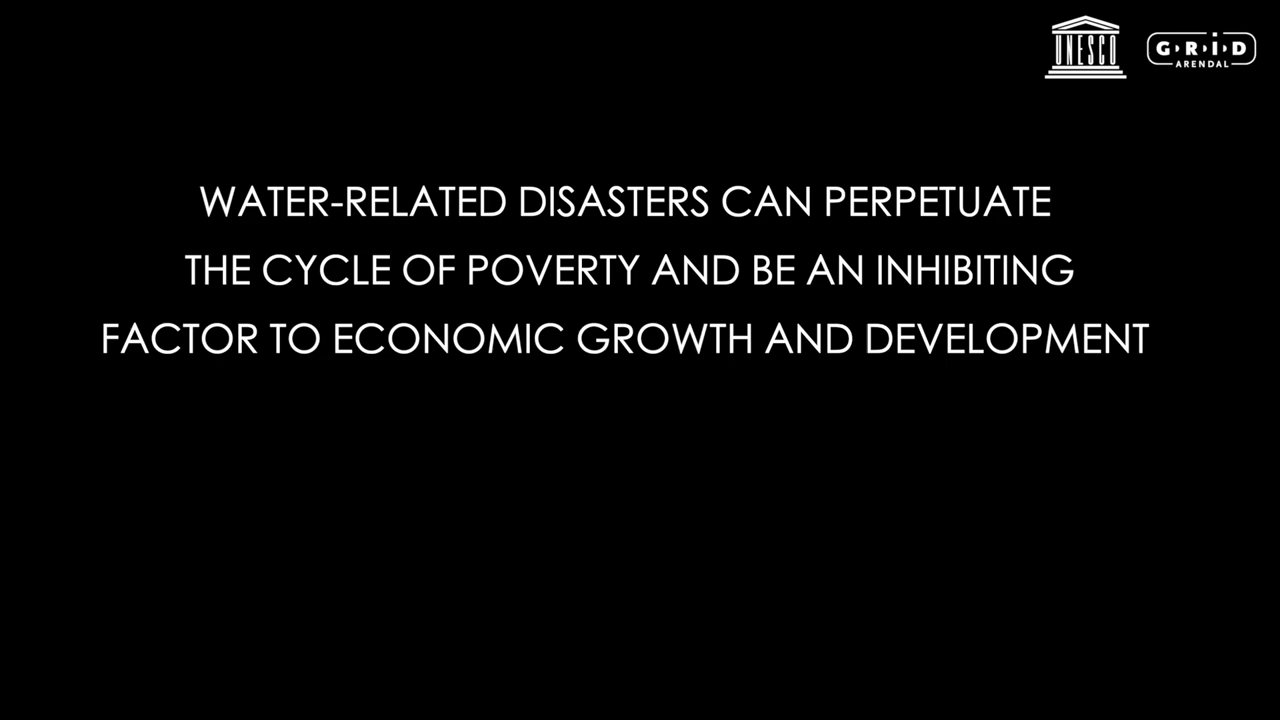 UNESCO
GRiD
ARENDAL
WATER-RELATED DISASTERS CAN PERPETUATE
THE CYCLE OF POVERTY AND BE AN INHIBITING
FACTOR TO ECONOMIC GROWTH AND DEVELOPMENT